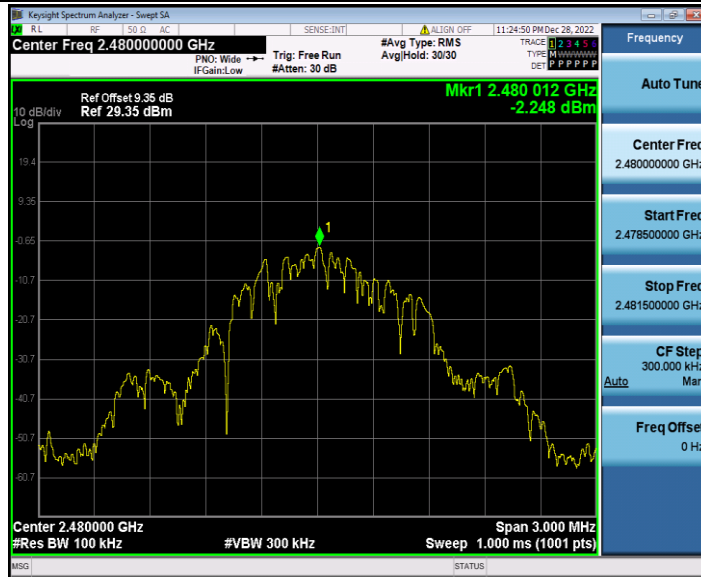 Keysight Spectrum Analyzer - Swept SA
RL RF 50 Ω AC SENSE:INT ALIGN OFF 11:24:50 PM Dec 28, 2022
Center Freq 2.480000000 GHz
PNO: Wide
IFGain:Low
Trig: Free Run
#Atten: 30 dB
#Avg Type: RMS
Avg|Hold: 30/30
TRACE 1 2 3 4 5 6
TYPE M WWWWW
DET P P P P P P
Frequency
Ref Offset 9.35 dB
10 dB/div Ref 29.35 dBm
Log
Mkr1 2.480 012 GHz
-2.248 dBm
19.4
9.35
-0.65
-10.7
-20.7
-30.7
-40.7
-50.7
-60.7
1
Center 2.480000 GHz Span 3.000 MHz
#Res BW 100 kHz #VBW 300 kHz Sweep 1.000 ms (1001 pts)
Auto Tune
Center Freq
2.480000000 GHz
Start Freq
2.478500000 GHz
Stop Freq
2.481500000 GHz
CF Step
300.000 kHz
Auto Man
Freq Offset
0 Hz
MSG STATUS